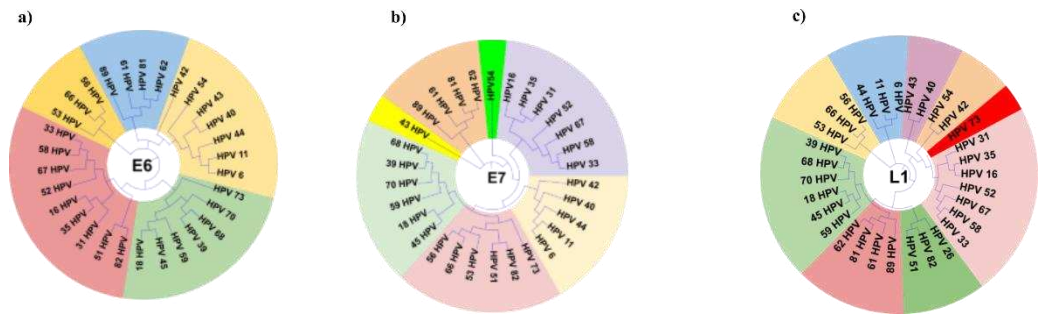 a)
89 HPV
61 HPV
HPV 81
HPV 62
HPV 42
HPV 54
HPV 43
HPV 40
HPV 44
HPV 11
HPV 6
HPV 73
HPV 70
HPV 68
HPV 39
HPV 59
HPV 45
18 HPV
82 HPV
51 HPV
31 HPV
35 HPV
16 HPV
52 HPV
67 HPV
58 HPV
33 HPV
53 HPV
66 HPV
56 HPV
E6
b)
HPV54
HPV16
HPV 35
HPV 31
HPV 52
HPV 67
HPV 58
HPV 33
HPV 42
HPV 40
HPV 44
HPV 11
HPV 6
HPV 73
HPV 82
HPV 51
53 HPV
66 HPV
56 HPV
45 HPV
18 HPV
59 HPV
70 HPV
39 HPV
68 HPV
43 HPV
89 HPV
61 HPV
81 HPV
62 HPV
E7
c)
44 HPV
11 HPV
6 HPV
HPV 43
HPV 40
HPV 54
HPV 42
HPV 73
HPV 31
HPV 35
HPV 16
HPV 52
HPV 67
HPV 58
HPV 33
HPV 26
HPV 82
HPV 51
89 HPV
61 HPV
81 HPV
62 HPV
59 HPV
45 HPV
18 HPV
70 HPV
68 HPV
39 HPV
53 HPV
66 HPV
56 HPV
L1